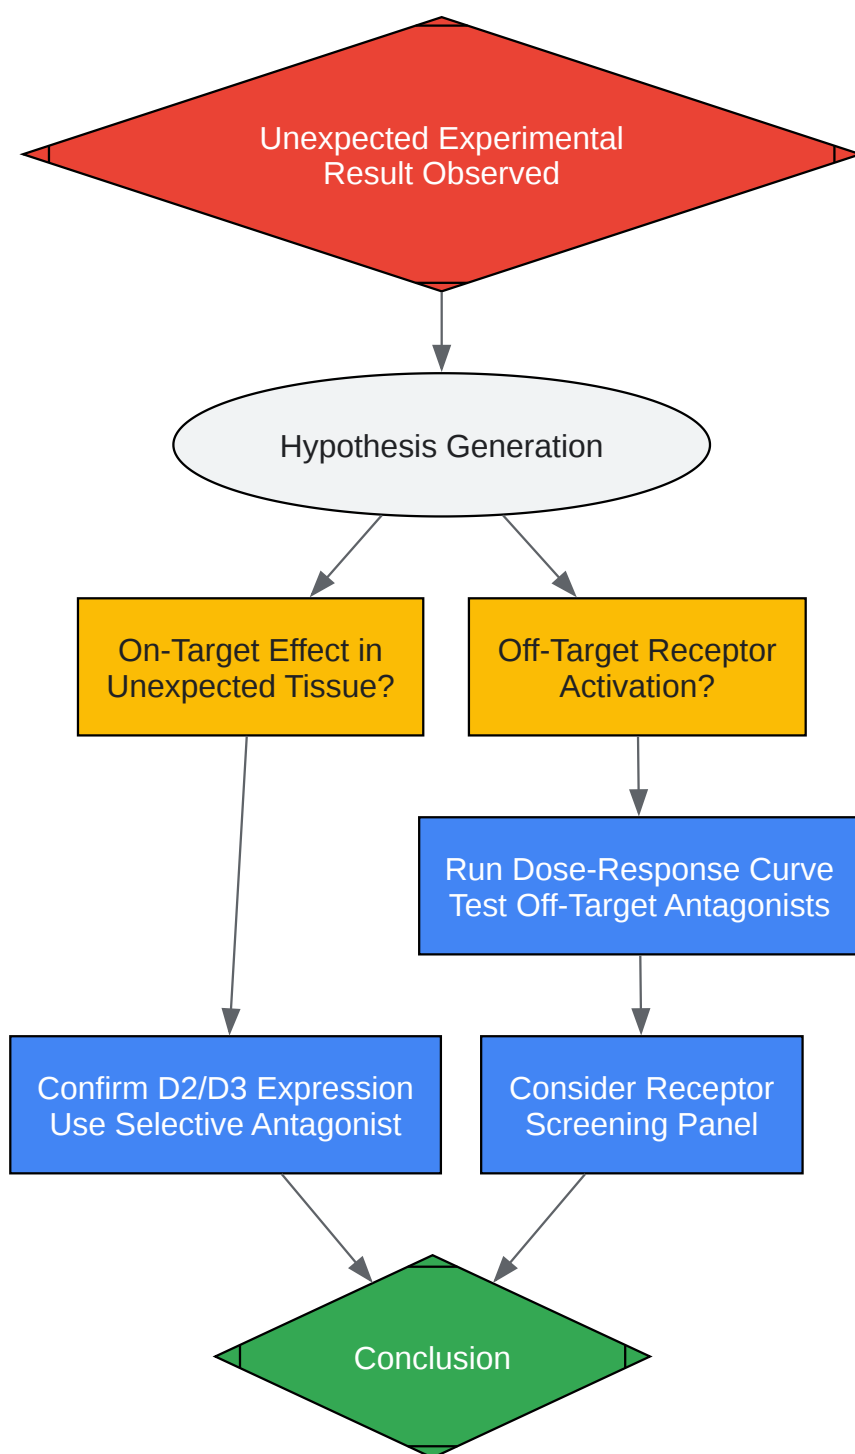 Unexpected Experimental
Result Observed
Hypothesis Generation
On-Target Effect in
Unexpected Tissue?
Off-Target Receptor
Activation?
Run Dose-Response Curve
Test Off-Target Antagonists
Confirm D2/D3 Expression
Use Selective Antagonist
Consider Receptor
Screening Panel
Conclusion